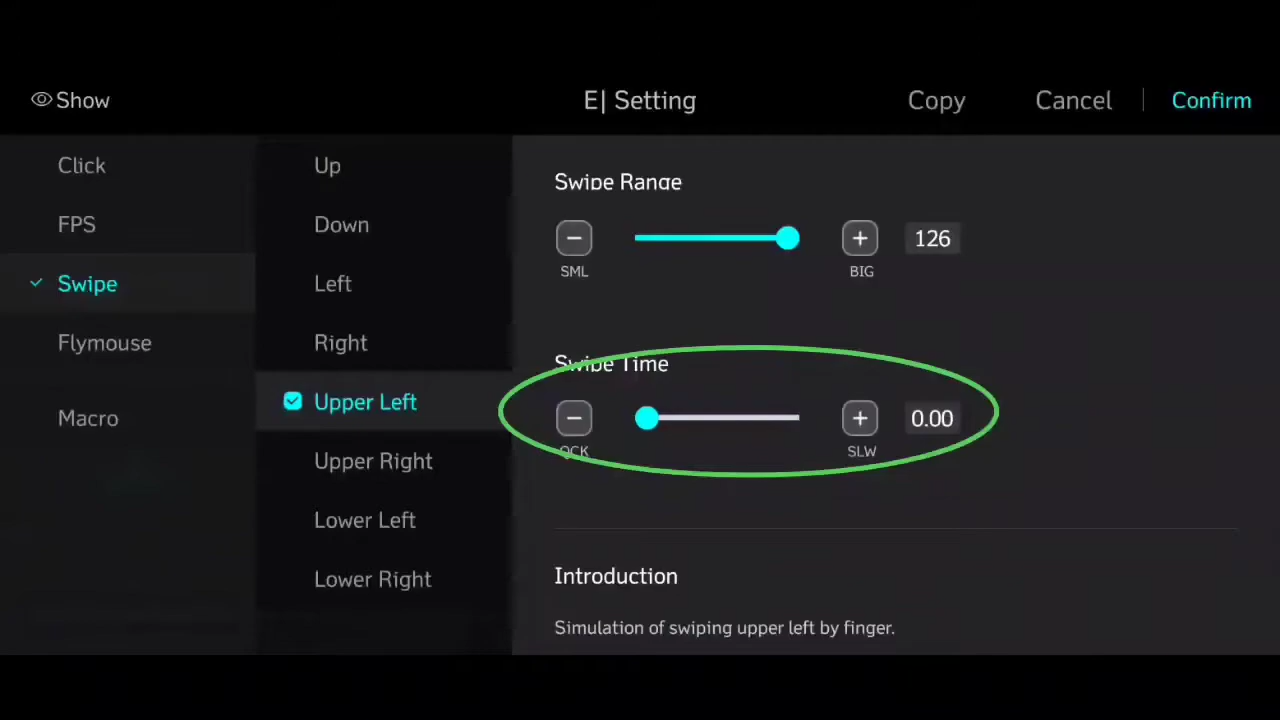 Show
E| Setting
Copy
Cancel
Confirm
Click
FPS
Swipe
Flymouse
Macro
Up
Down
Left
Right
Upper Left
Upper Right
Lower Left
Lower Right
Swipe Range
126
SML
BIG
Swipe Time
0.00
QCK
SLW
Introduction
Simulation of swiping upper left by finger.